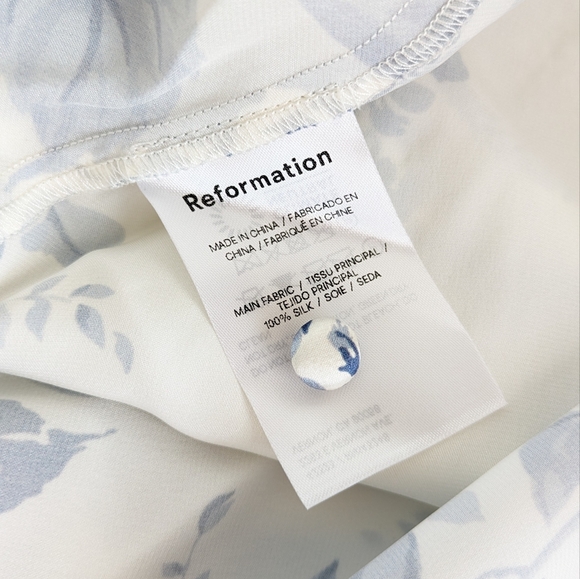 Reformation
MADE IN CHINA / FABRICADO EN
CHINA / FABRIQUÉ EN CHINE
MAIN FABRIC / TISSU PRINCIPAL /
TEJIDO PRINCIPAL
100% SILK / SOIE / SEDA